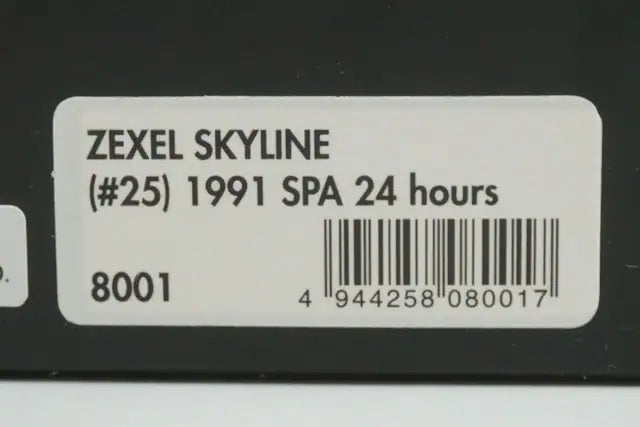 ZEXEL SKYLINE
(#25) 1991 SPA 24 hours
8001
4 944258 080017